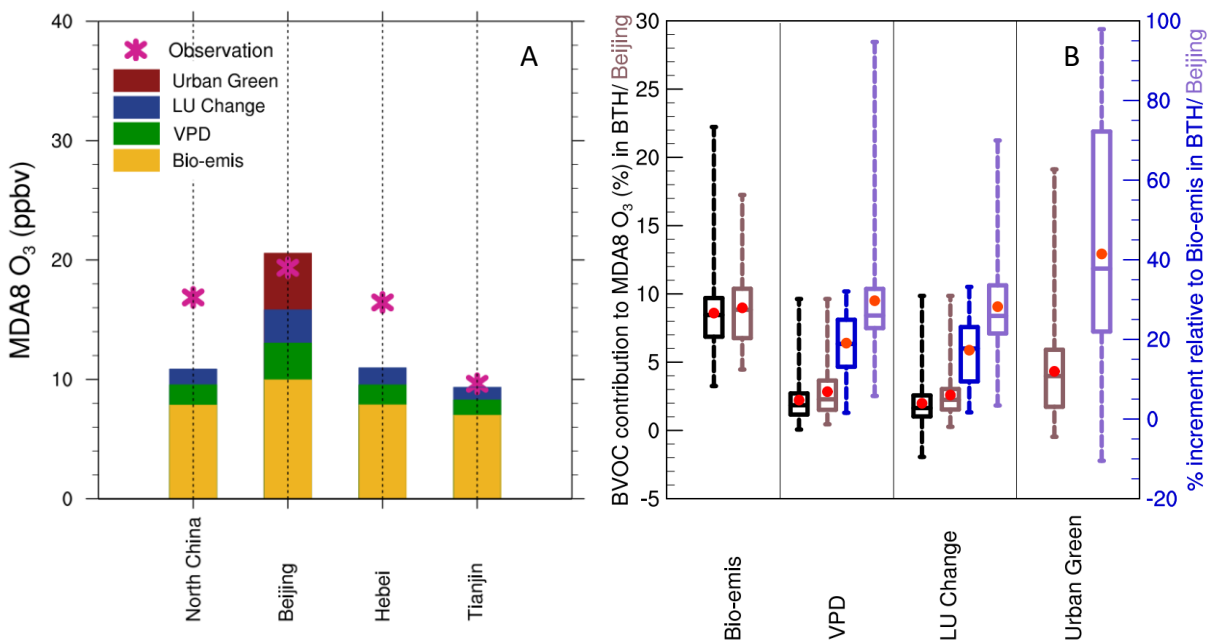 A
Observation
Urban Green
LU Change
VPD
Bio-emis
MDA8 O3 (ppbv)
40
30
20
10
0
North China
Beijing
Hebei
Tianjin
B
BVOC contribution to MDA8 O3 (%) in BTH/ Beijing
30
25
20
15
10
5
0
-5
% increment relative to Bio-emis in BTH/ Beijing
100
80
60
40
20
0
-20
Bio-emis
VPD
LU Change
Urban Green